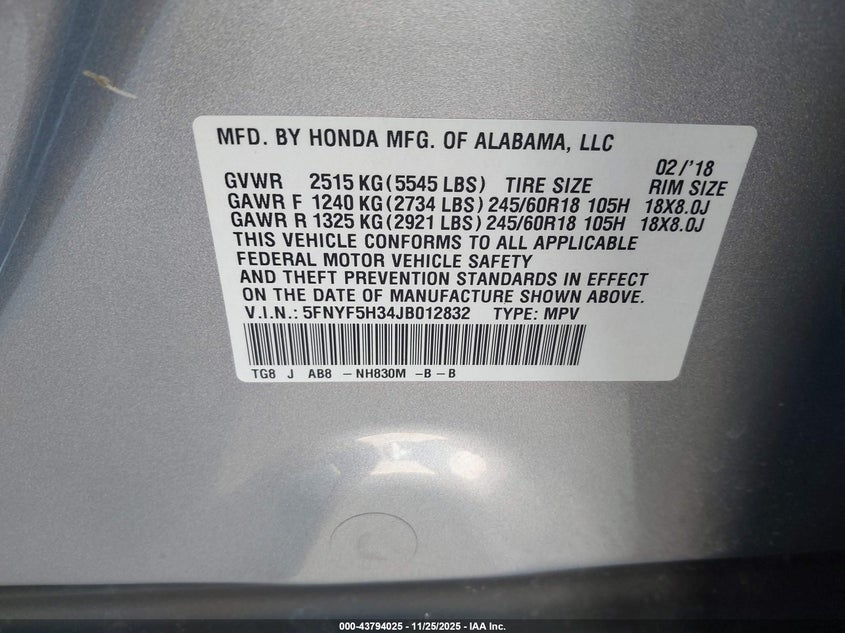 MFD. BY HONDA MFG. OF ALABAMA, LLC
02/'18
GVWR 2515 KG (5545 LBS) TIRE SIZE RIM SIZE
GAWR F 1240 KG (2734 LBS) 245/60R18 105H 18X8.0J
GAWR R 1325 KG (2921 LBS) 245/60R18 105H 18X8.0J
THIS VEHICLE CONFORMS TO ALL APPLICABLE
FEDERAL MOTOR VEHICLE SAFETY
AND THEFT PREVENTION STANDARDS IN EFFECT
ON THE DATE OF MANUFACTURE SHOWN ABOVE.
V.I.N.: 5FNYF5H34JB012832 TYPE: MPV
TG8 J AB8 - NH830M - B - B
000-43794025 - 11/25/2025 - IAA Inc.